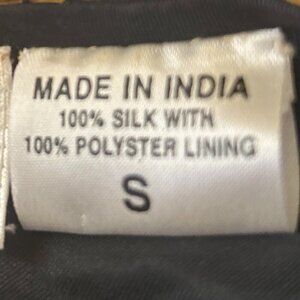 MADE IN INDIA
100% SILK WITH
100% POLYSTER LINING
S